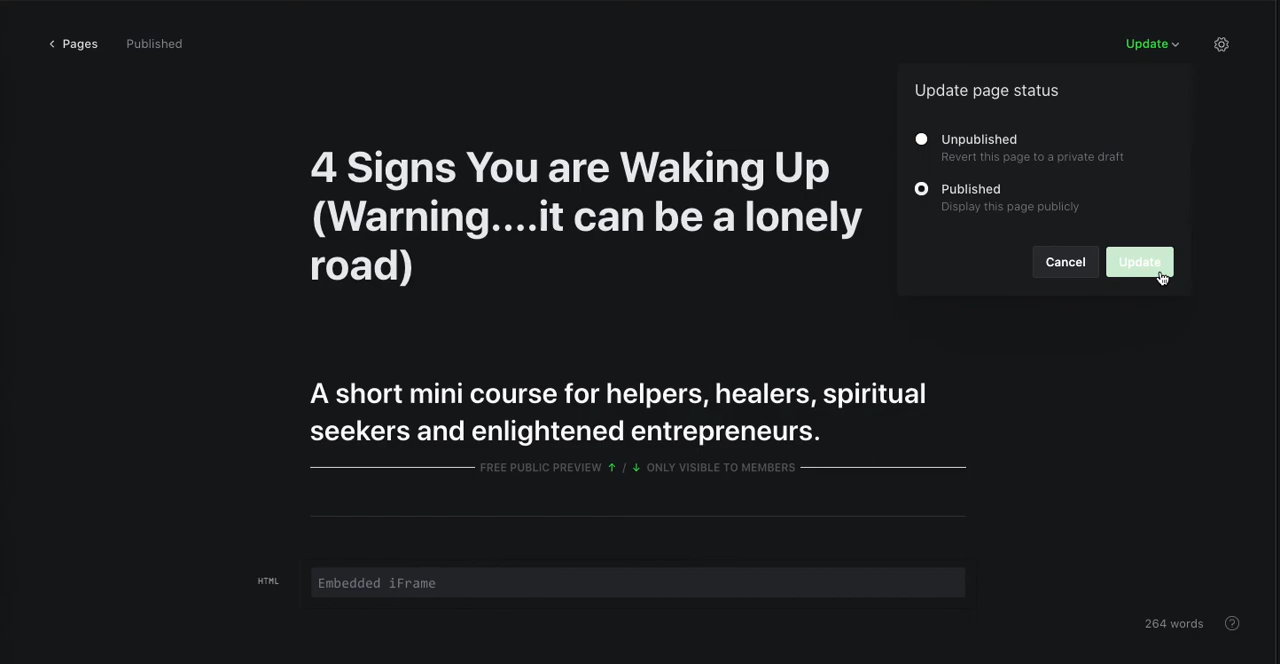 Pages
Published
Update
Update page status
Unpublished
Revert this page to a private draft
Published
Display this page publicly
Cancel
Update
4 Signs You are Waking Up
(Warning....it can be a lonely
road)
A short mini course for helpers, healers, spiritual
seekers and enlightened entrepreneurs.
FREE PUBLIC PREVIEW ↑ / ↓ ONLY VISIBLE TO MEMBERS
HTML
Embedded iFrame
264 words
?